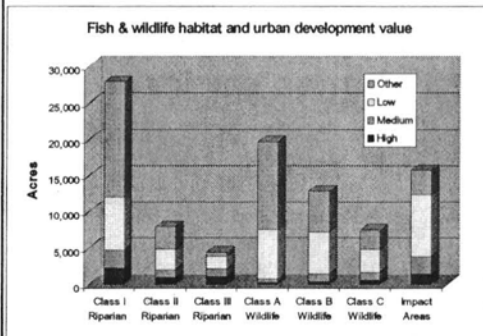 Fish & wildlife habitat and urban development value
Acres
30,000
25,000
20,000
15,000
10,000
5,000
0
Other
Low
Medium
High
Class I Class II Class III Class A Class B Class C Impact
Riparian Riparian Riparian Wildlife Wildlife Wildlife Areas